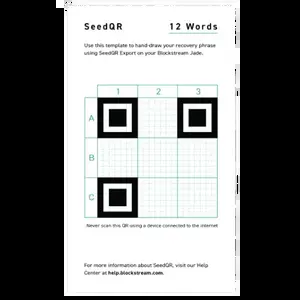 SeedQR 12 Words
Use this template to hand-draw your recovery phrase
using SeedQR Export on your Blockstream Jade.
1 2 3
A
B
C
Never scan this QR using a device connected to the internet
For more information about SeedQR, visit our Help
Center at help.blockstream.com.